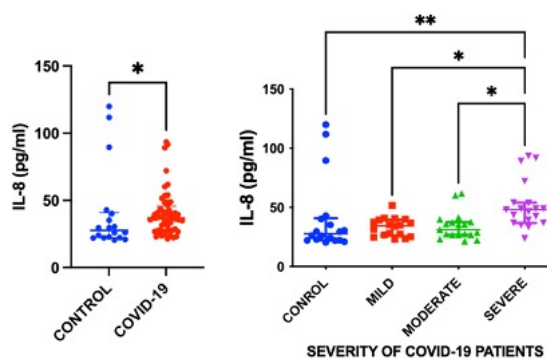 *
150
100
50
0
IL-8 (pg/ml)
CONTROL
COVID-19
**
*
*
150
100
50
0
IL-8 (pg/ml)
CONROL
MILD
MODERATE
SEVERE
SEVERITY OF COVID-19 PATIENTS